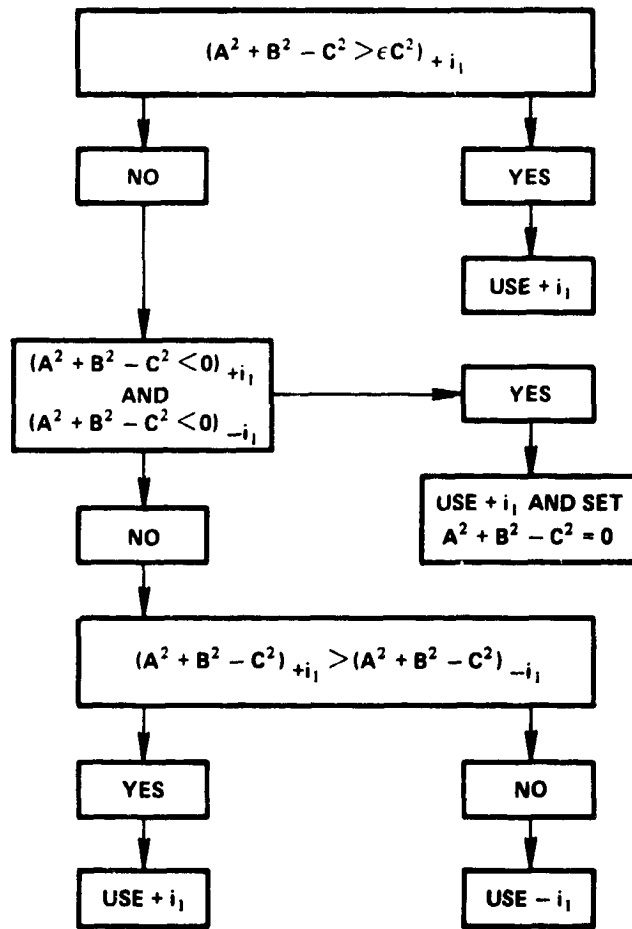 (A² + B² − C² > ϵC²)₊ᵢ₁
NO
YES
USE + i₁
(A² + B² − C² < 0)₊ᵢ₁
AND
(A² + B² − C² < 0)₋ᵢ₁
YES
USE + i₁ AND SET
A² + B² − C² = 0
NO
(A² + B² − C²)₊ᵢ₁ > (A² + B² − C²)₋ᵢ₁
YES
NO
USE + i₁
USE − i₁